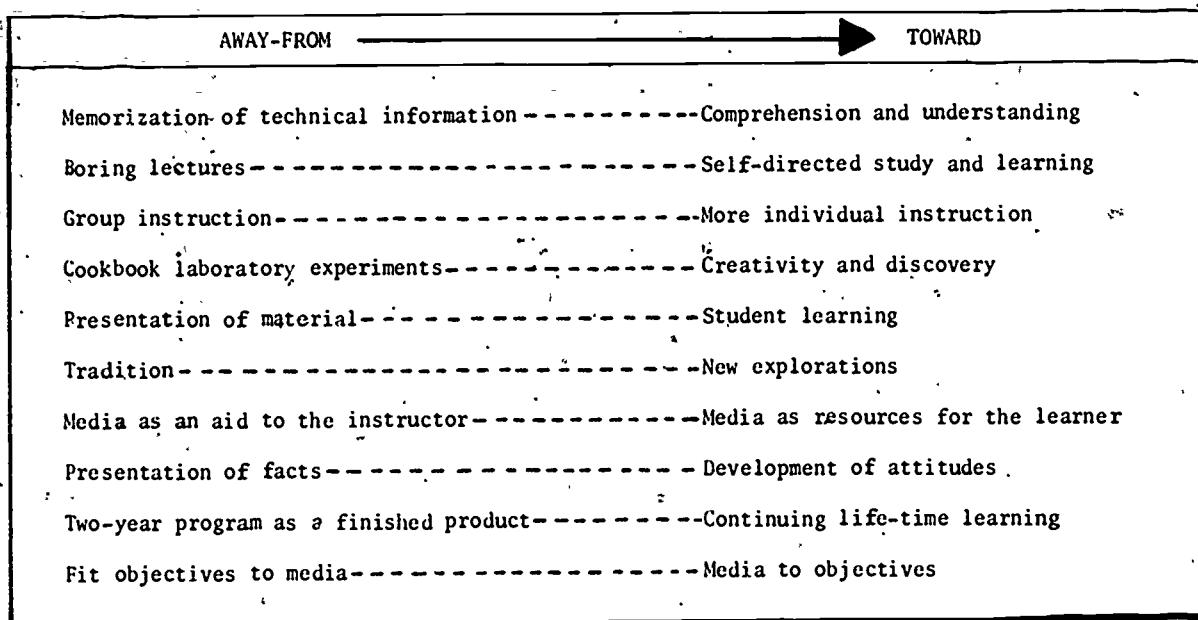 AWAY-FROM TOWARD
Memorization of technical information - - - - - - - - - - Comprehension and understanding
Boring lectures - - - - - - - - - - - - - - - - - - - - - - Self-directed study and learning
Group instruction - - - - - - - - - - - - - - - - - - - - - More individual instruction
Cookbook laboratory experiments - - - - - - - - - - - - - Creativity and discovery
Presentation of material - - - - - - - - - - - - - - - - - Student learning
Tradition - - - - - - - - - - - - - - - - - - - - - - - - - New explorations
Media as an aid to the instructor - - - - - - - - - - - - Media as resources for the learner
Presentation of facts - - - - - - - - - - - - - - - - - - - Development of attitudes
Two-year program as a finished product - - - - - - - - - Continuing life-time learning
Fit objectives to media - - - - - - - - - - - - - - - - - - Media to objectives